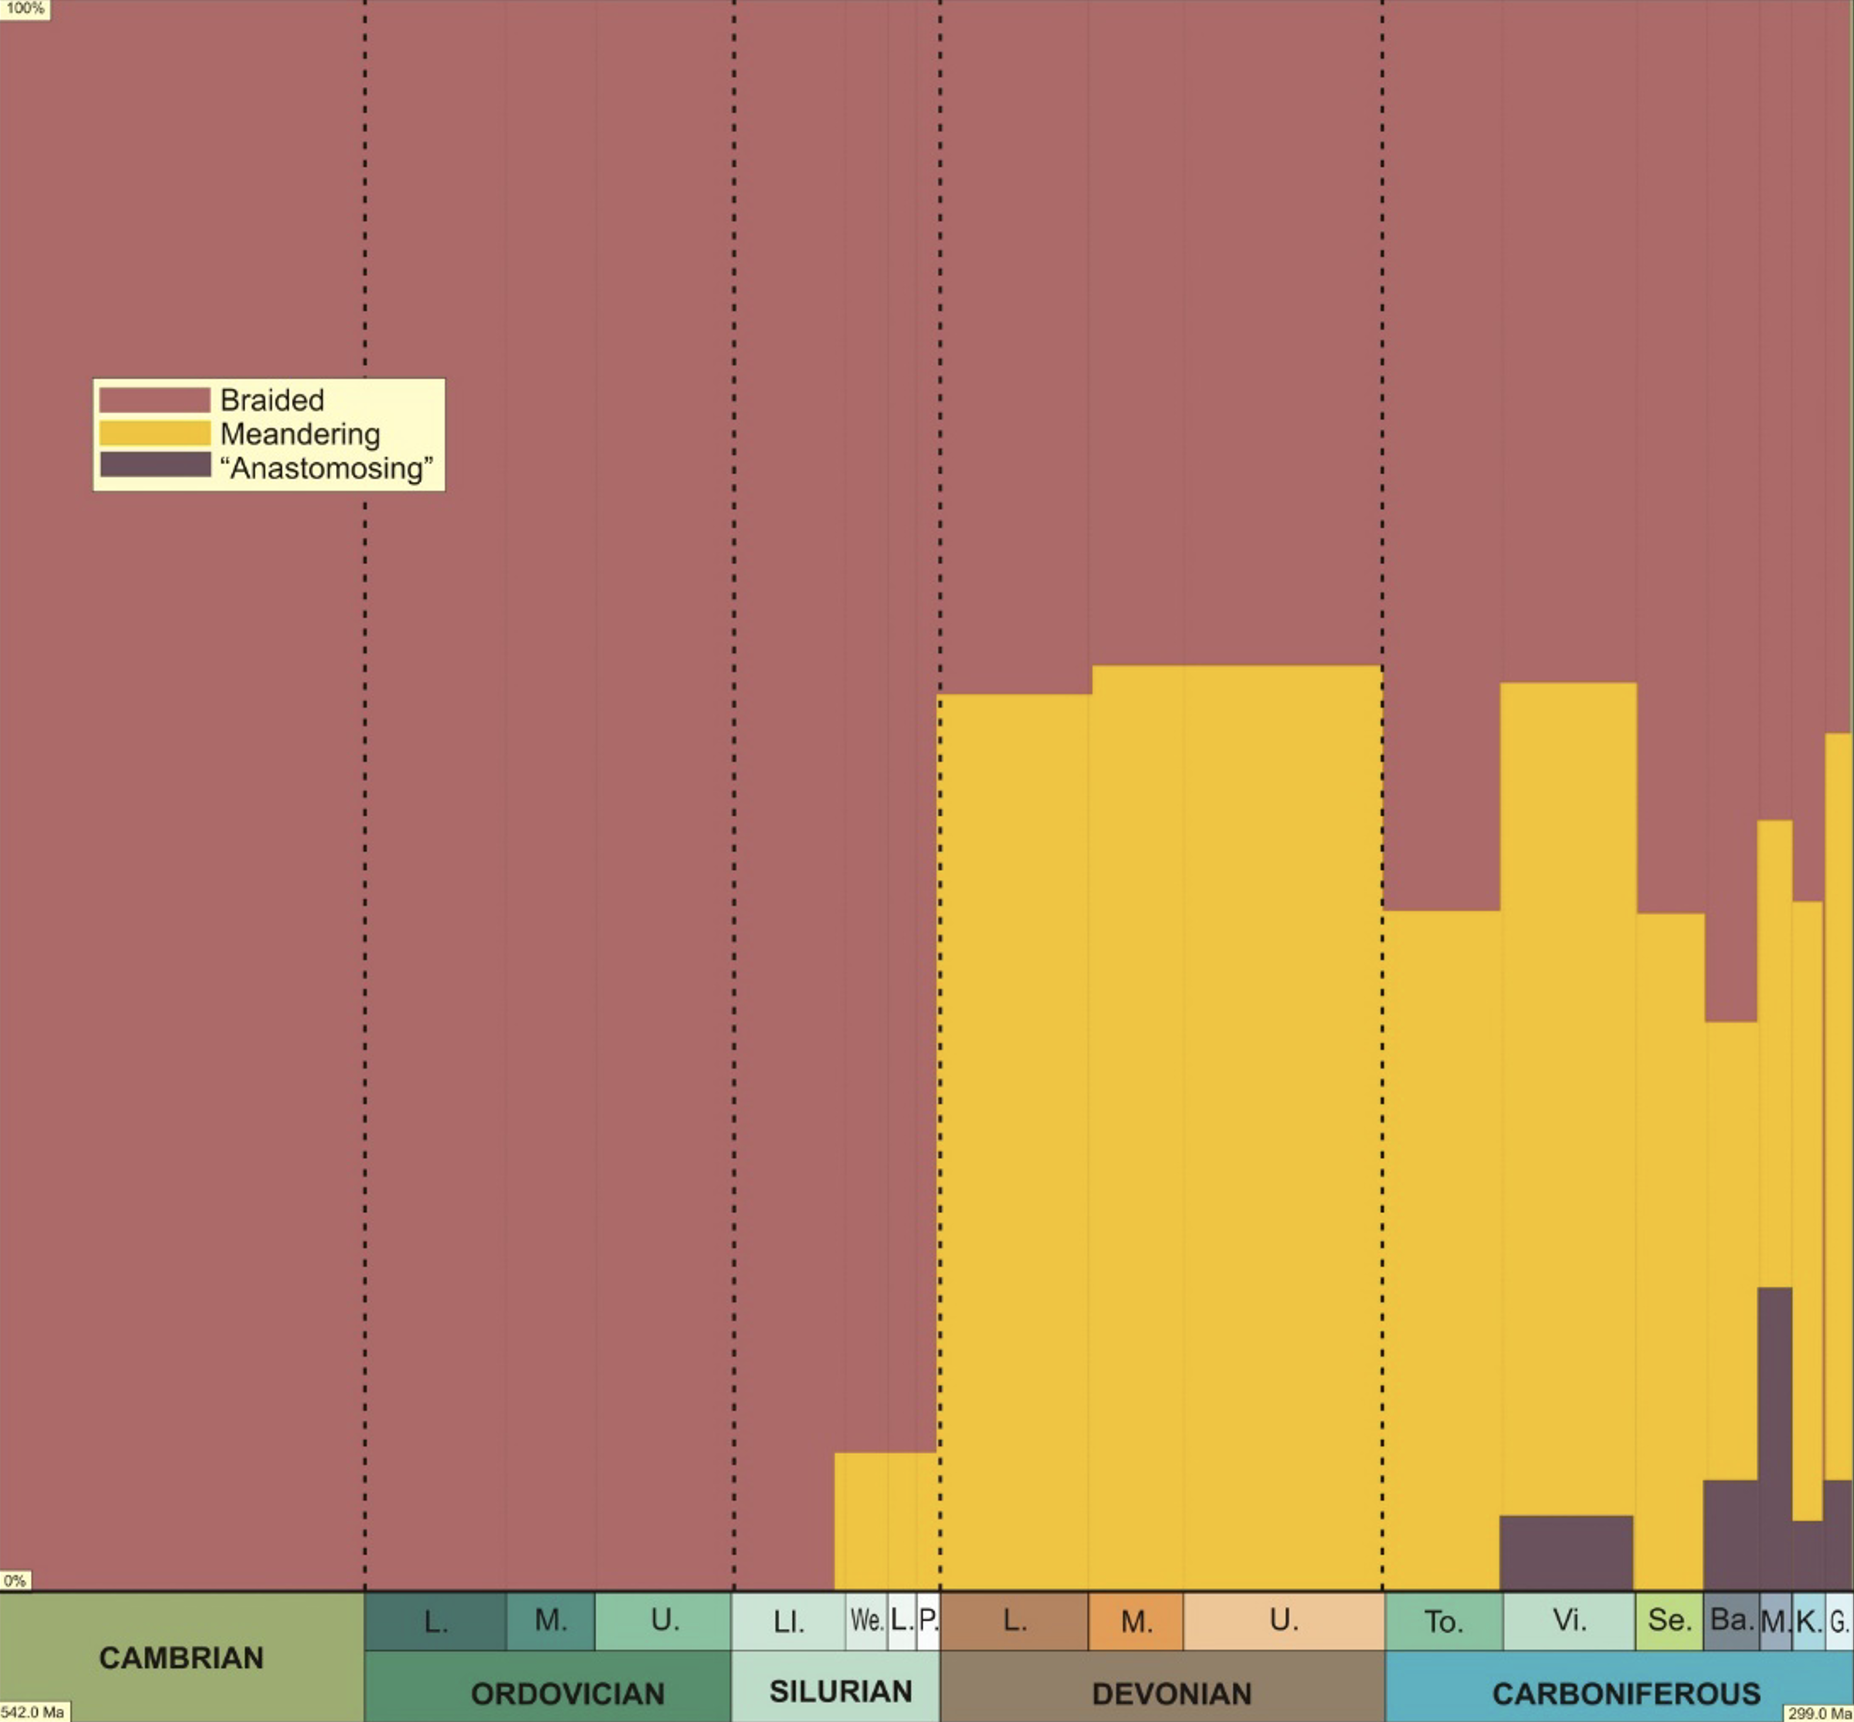 100%
Braided
Meandering
“Anastomosing”
0%
L. M. U. Ll. We. L. P. L. M. U. To. Vi. Se. Ba. M. K. G.
CAMBRIAN
ORDOVICIAN SILURIAN DEVONIAN CARBONIFEROUS
542.0 Ma 299.0 Ma